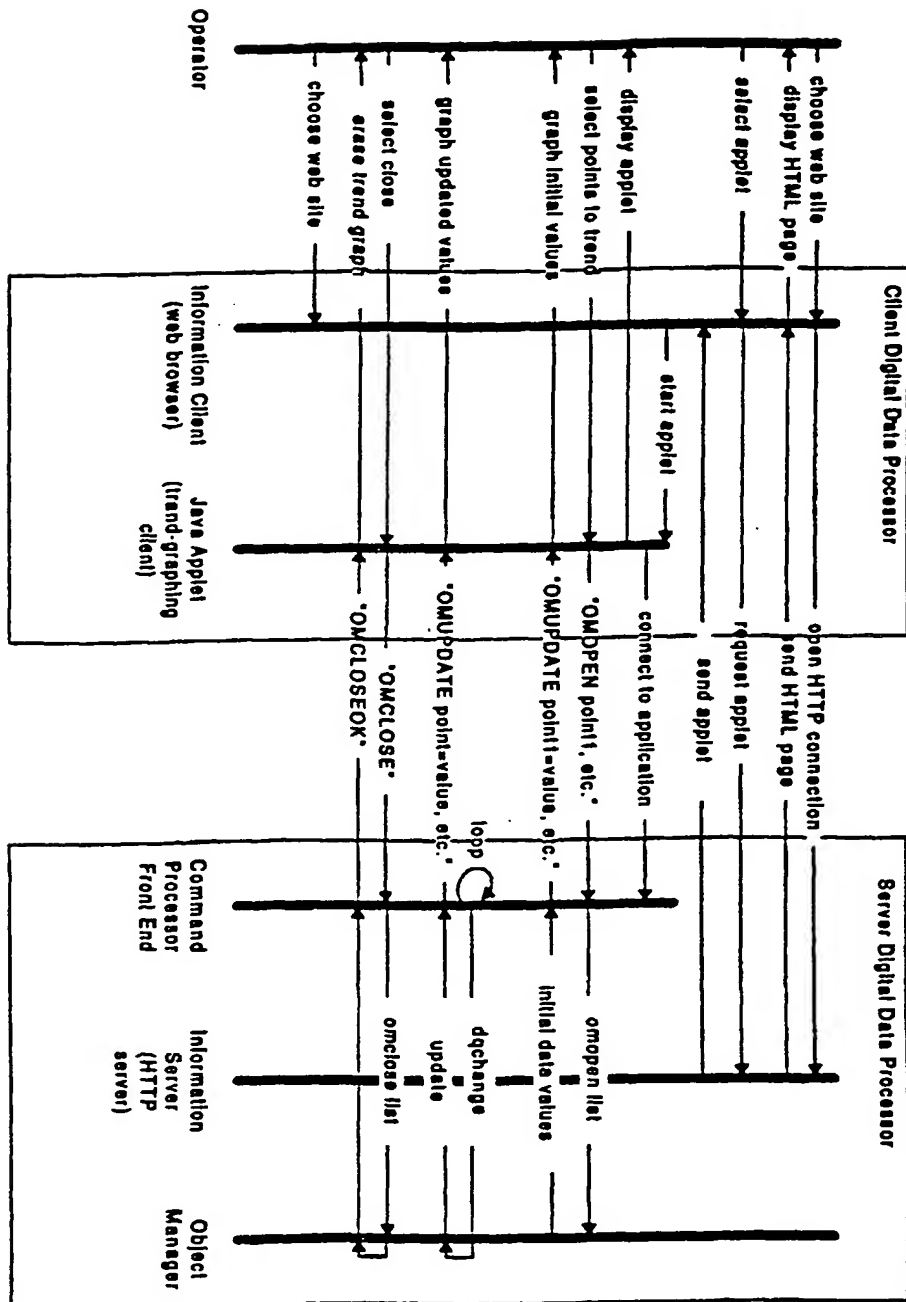 Client Digital Data Processor
Server Digital Data Processor
choose web site
open HTTP connection
display HTML page
send HTML page
select applet
request applet
send applet
start applet
connect to application
display applet
select points to trend
"OMOPEN point1, etc."
omopen list
graph initial values
"OMUPDATE point1=value, etc."
initial data values
loop
dqchange
graph updated values
"OMUPDATE point=value, etc."
update
select close
"OMCLOSE"
omclose list
erase trend graph
"OMCLOSEOK"
choose web site
Operator
Information Client
(web browser)
Java Applet
(trand-graphing
client)
Command
Processor
Front End
Information
Server
(HTTP
server)
Object
Manager